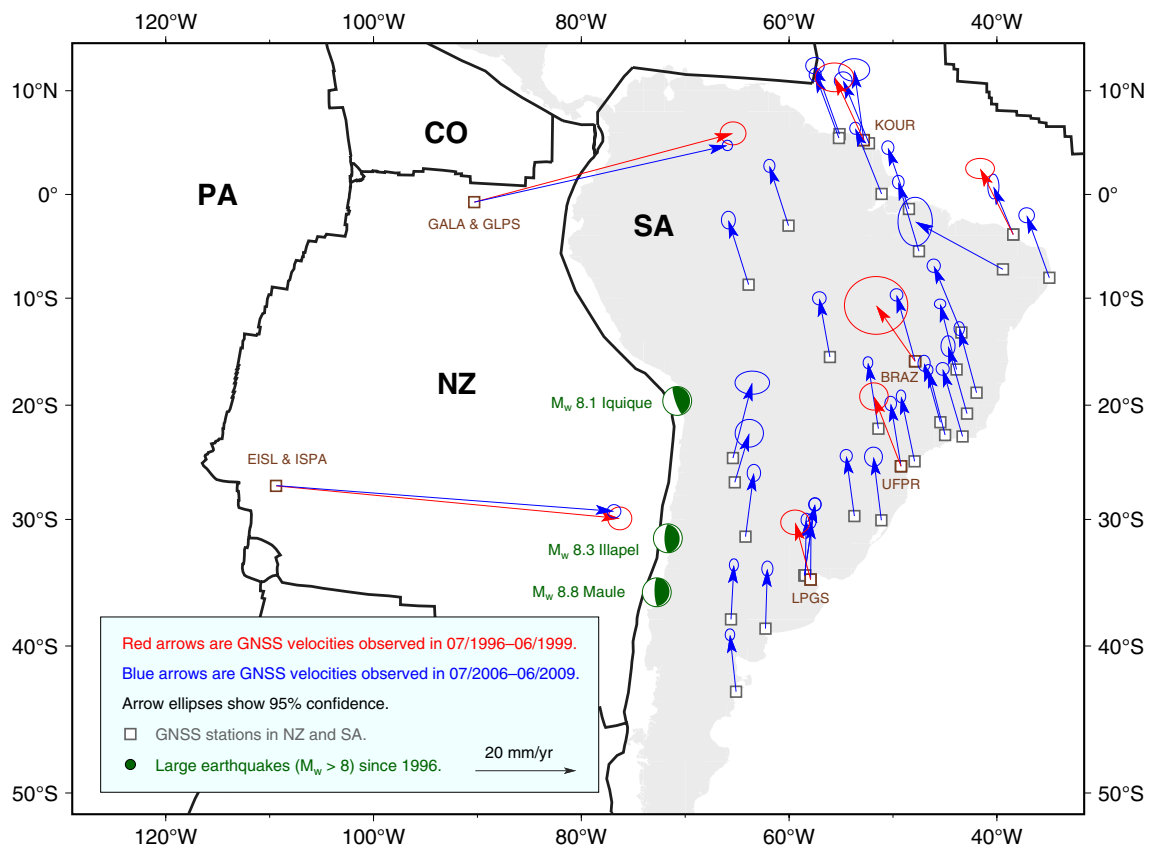 120°W 100°W 80°W 60°W 40°W
10°N 10°N
KOUR
CO
PA
0° 0°
GALA & GLPS
SA
10°S 10°S
BRAZ
NZ
Mw 8.1 Iquique
20°S 20°S
EISL & ISPA
UFPR
30°S 30°S
Mw 8.3 Illapel
Mw 8.8 Maule
LPGS
40°S 40°S
Red arrows are GNSS velocities observed in 07/1996–06/1999.
Blue arrows are GNSS velocities observed in 07/2006–06/2009.
Arrow ellipses show 95% confidence.
GNSS stations in NZ and SA.
20 mm/yr
Large earthquakes (Mw > 8) since 1996.
50°S 50°S
120°W 100°W 80°W 60°W 40°W